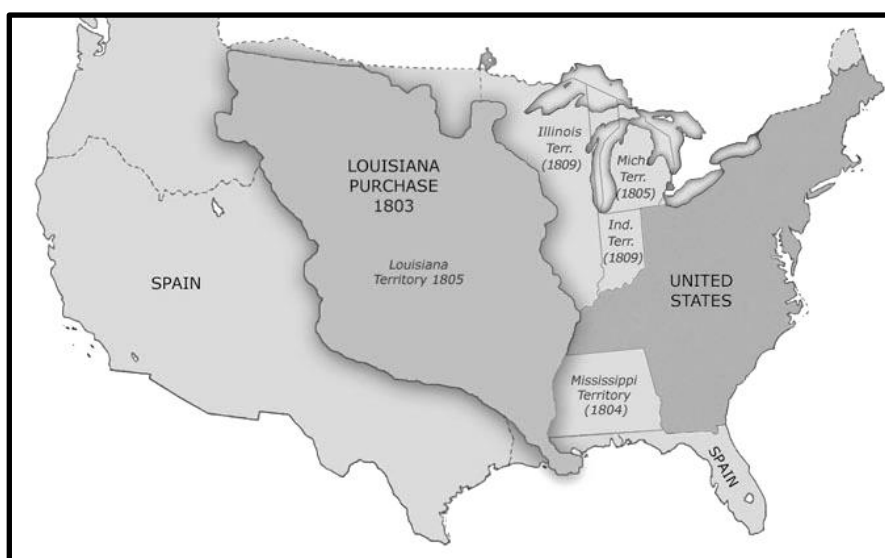 LOUISIANA
PURCHASE
1803
Louisiana
Territory 1805
SPAIN
Illinois
Terr.
(1809)
Mich.
Terr.
(1805)
Ind.
Terr.
(1809)
UNITED
STATES
Mississippi
Territory
(1804)
SPAIN